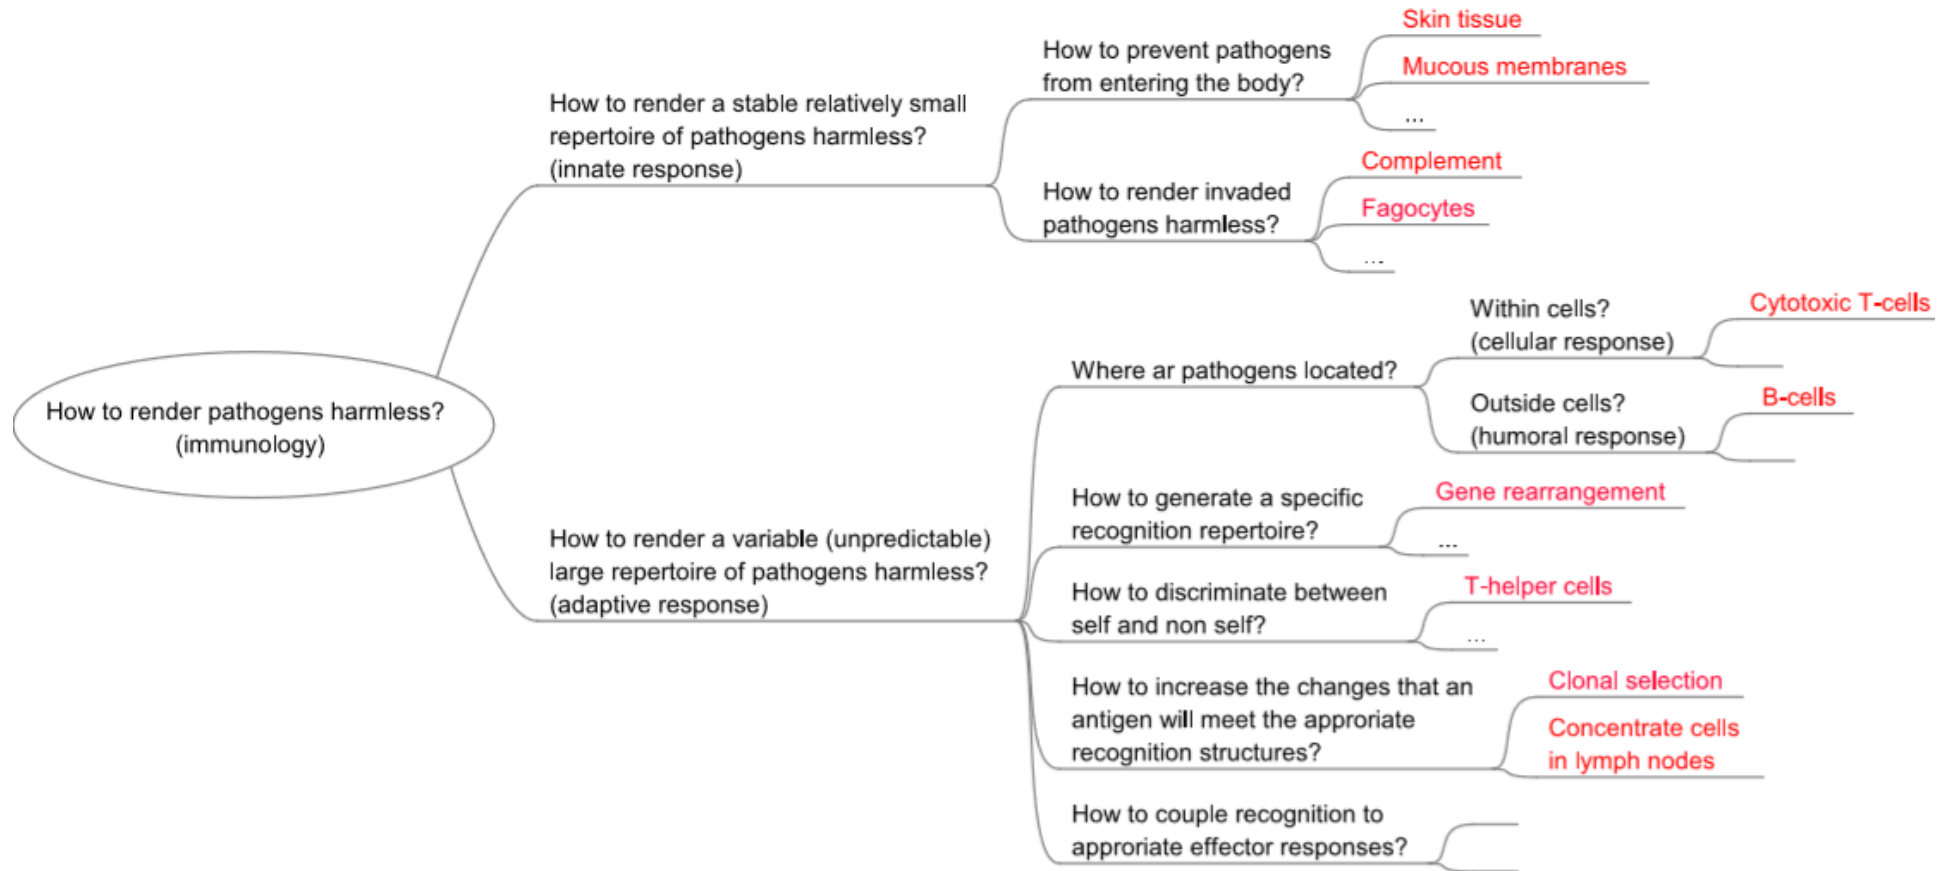 How to render pathogens harmless?
(immunology)
How to render a stable relatively small
repertoire of pathogens harmless?
(innate response)
How to prevent pathogens
from entering the body?
Skin tissue
Mucous membranes
...
How to render invaded
pathogens harmless?
Complement
Fagocytes
...
How to render a variable (unpredictable)
large repertoire of pathogens harmless?
(adaptive response)
Where ar pathogens located?
Within cells?
(cellular response)
Cytotoxic T-cells
Outside cells?
(humoral response)
B-cells
How to generate a specific
recognition repertoire?
Gene rearrangement
...
How to discriminate between
self and non self?
T-helper cells
...
How to increase the changes that an
antigen will meet the approriate
recognition structures?
Clonal selection
Concentrate cells
in lymph nodes
How to couple recognition to
approriate effector responses?